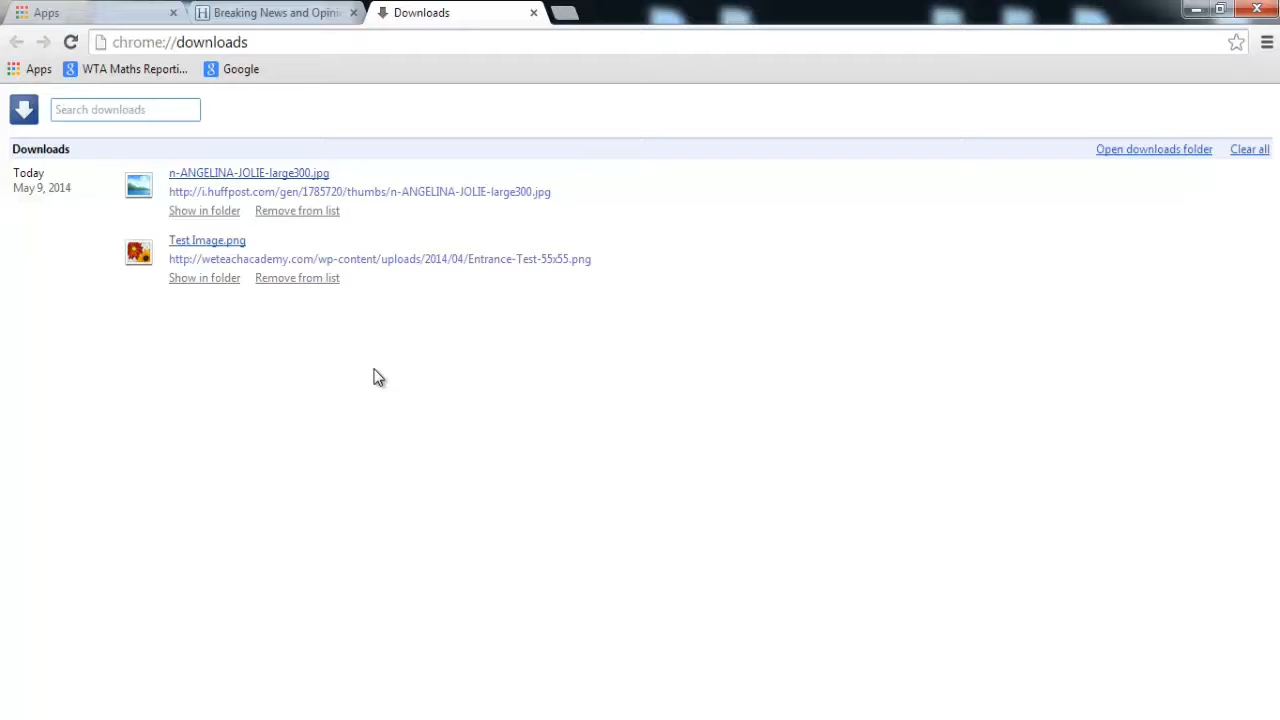 Apps
Breaking News and Opini
Downloads
chrome://downloads
Apps
WTA Maths Reporti...
Google
Search downloads
Downloads
Open downloads folder
Clear all
Today
May 9, 2014
n-ANGELINA-JOLIE-large300.jpg
http://i.huffpost.com/gen/1785720/thumbs/n-ANGELINA-JOLIE-large300.jpg
Show in folder
Remove from list
Test Image.png
http://weteachacademy.com/wp-content/uploads/2014/04/Entrance-Test-55x55.png
Show in folder
Remove from list